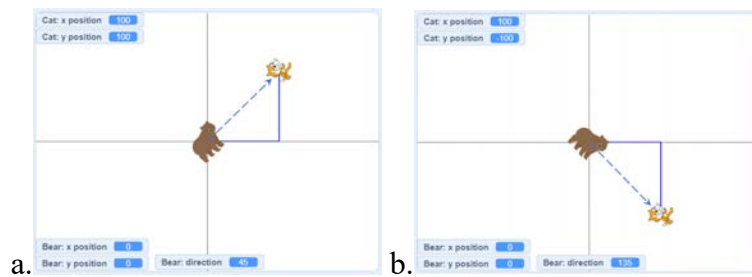 Cat: x position 100
Cat: y position 100
Bear: x position 0
Bear: y position 0
Bear: direction 45
a.
Cat: x position 100
Cat: y position -100
Bear: x position 0
Bear: y position 0
Bear: direction 135
b.